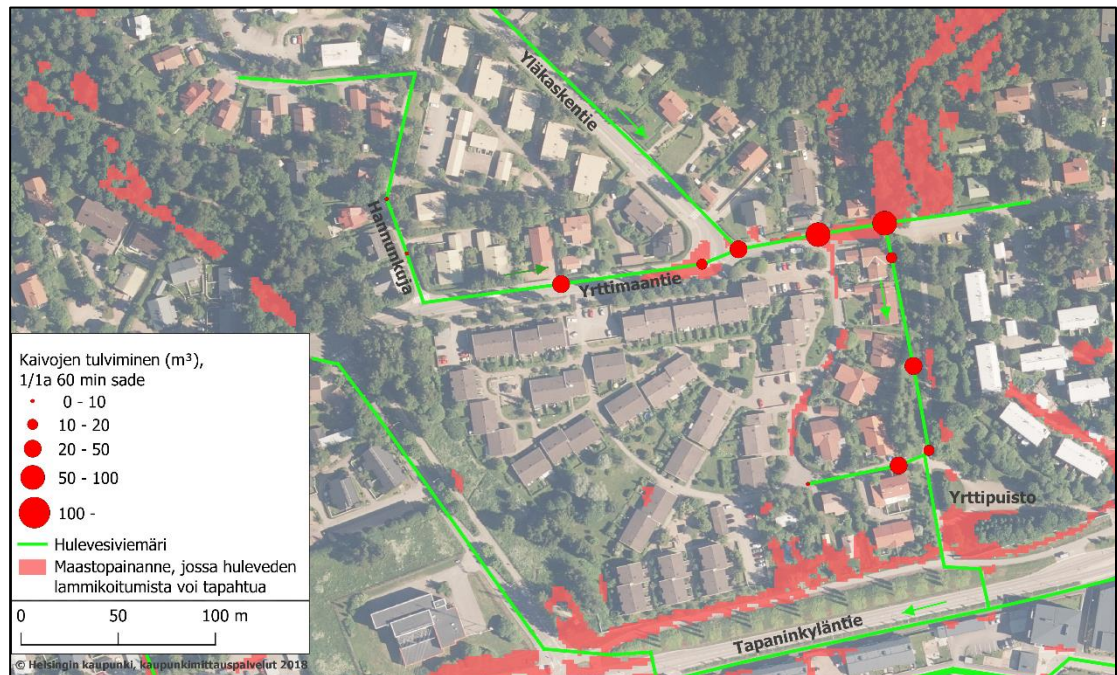 Yläkaskentie
Hannunkuja
Yrttimaantie
Yrttipuisto
Tapaninkyläntie
Kaivojen tulviminen (m³),
1/1a 60 min sade
0 - 10
10 - 20
20 - 50
50 - 100
100 -
Hulevesiviemäri
Maastopainanne, jossa huleveden
lammikoitumista voi tapahtua
0 50 100 m
© Helsingin kaupunki, kaupunkimittauspalvelut 2018